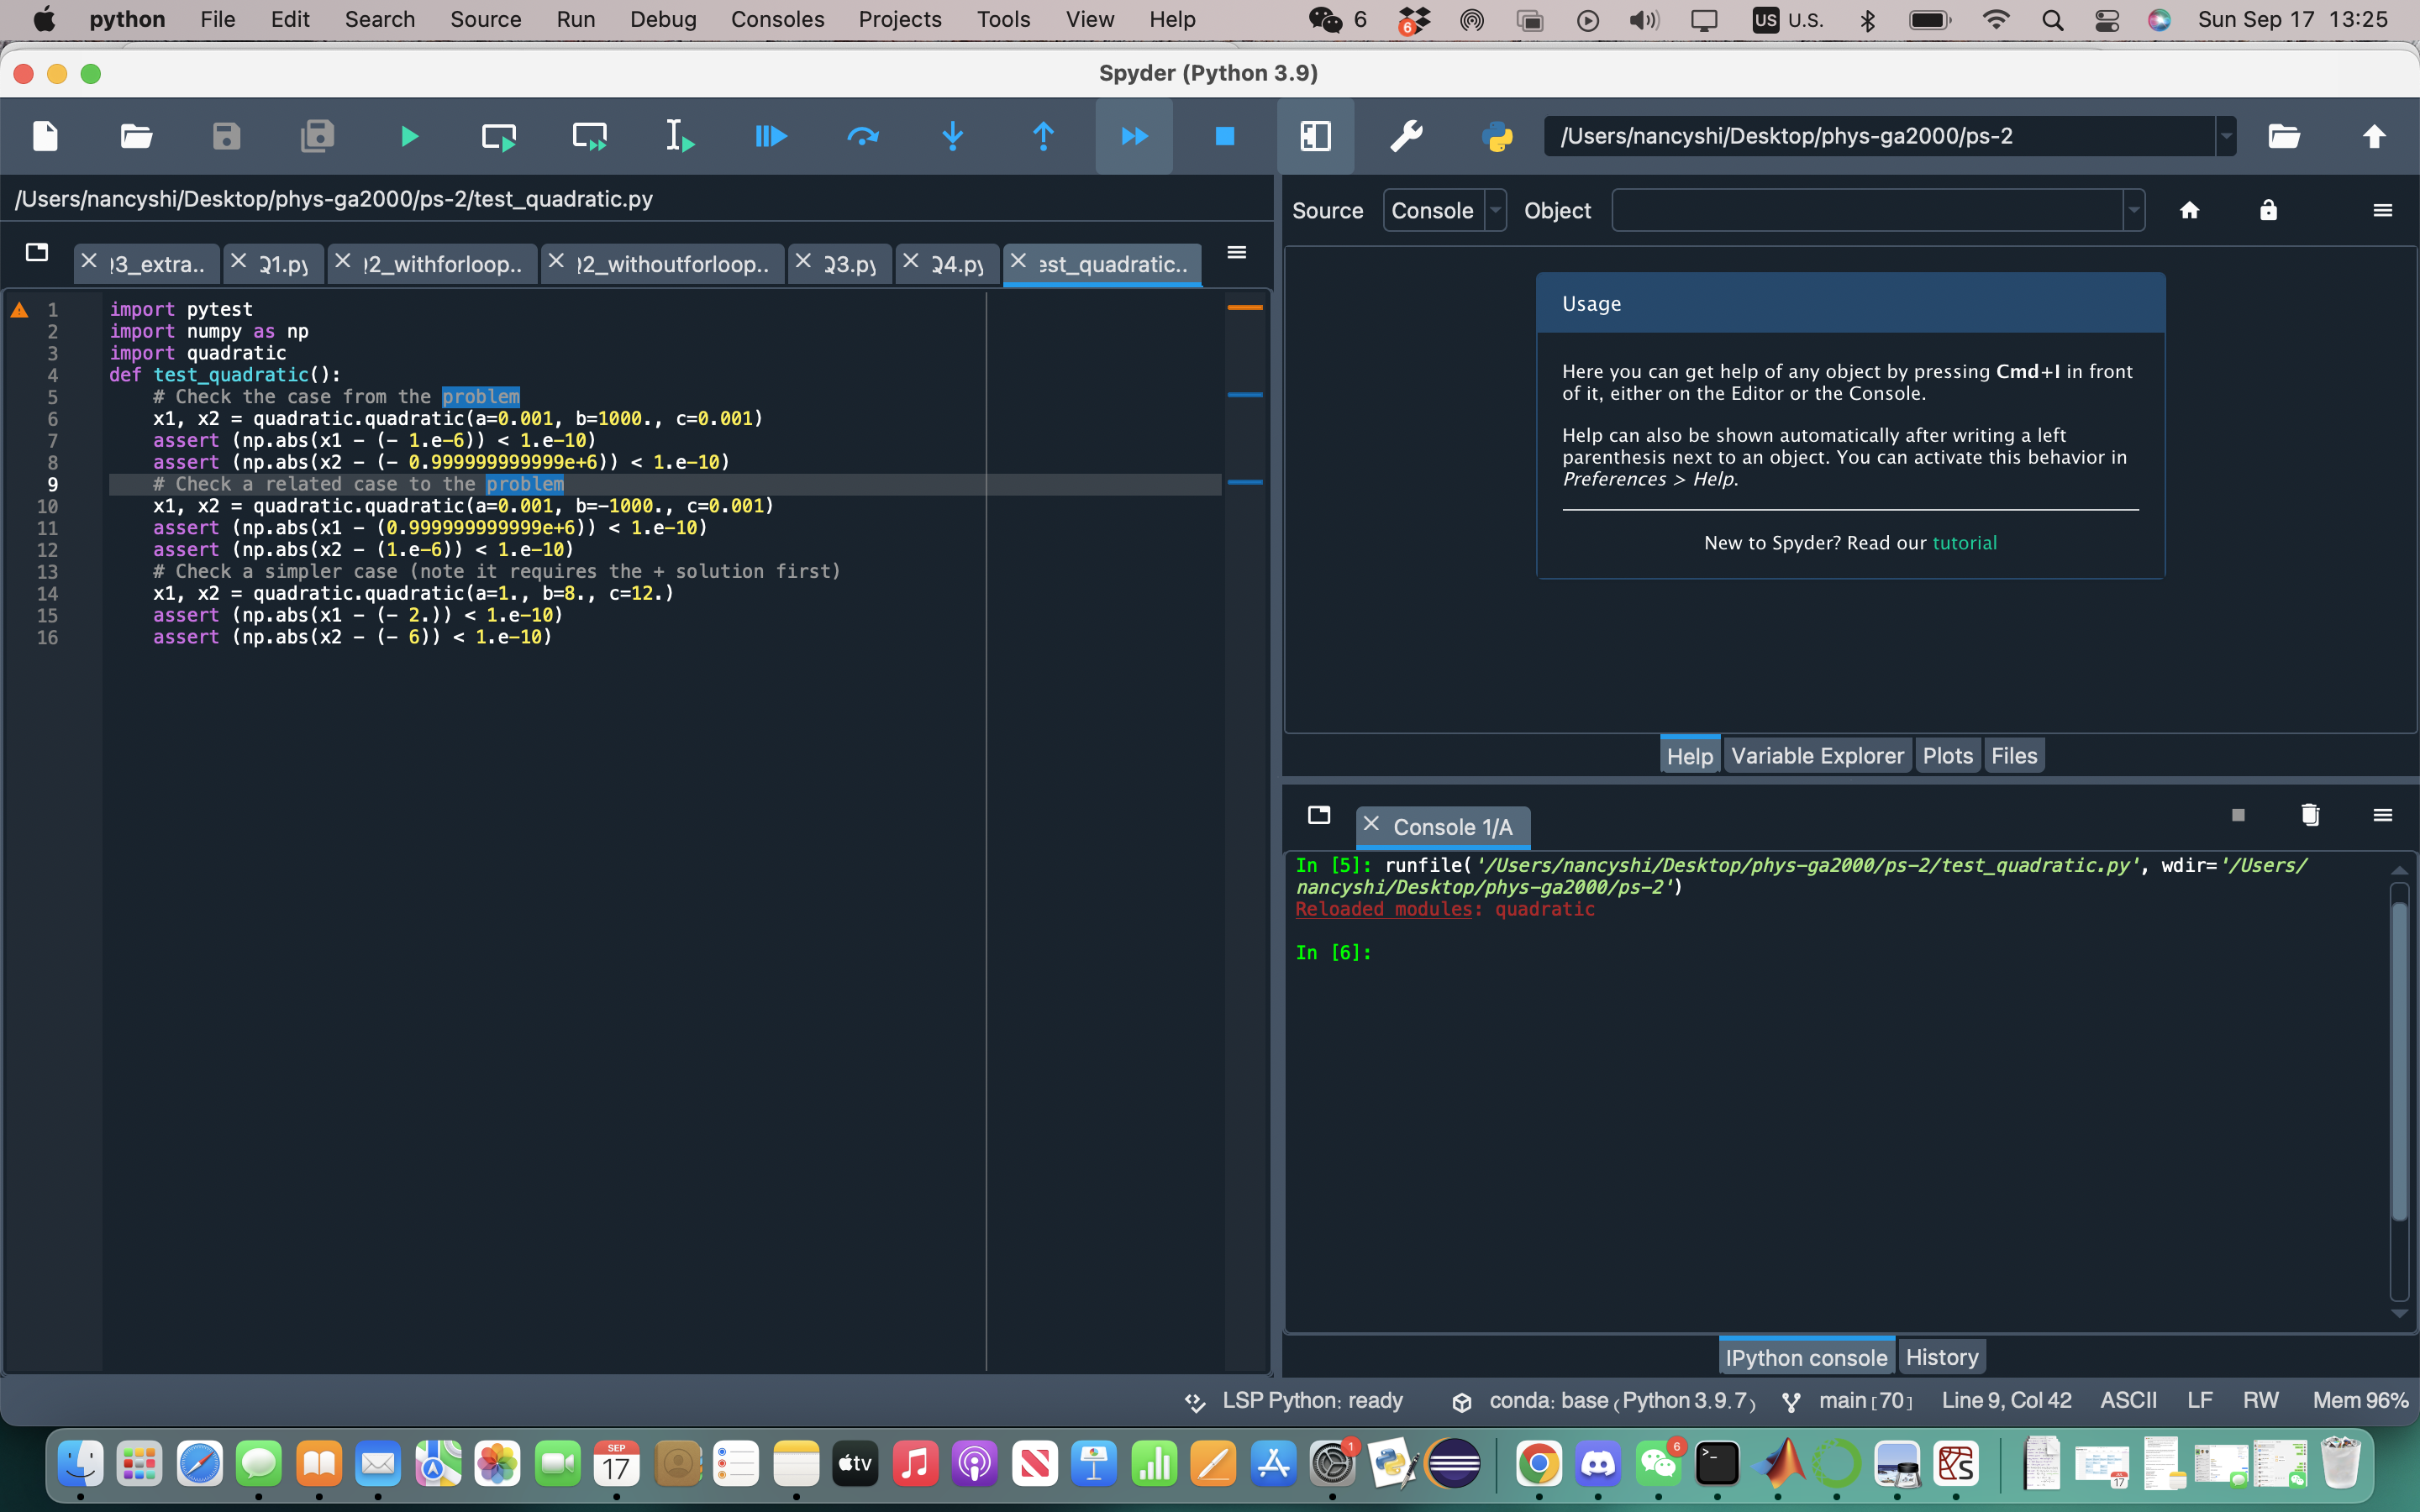 python File Edit Search Source Run Debug Consoles Projects Tools View Help 6 6 US U.S. Sun Sep 17 13:25
Spyder (Python 3.9)
/Users/nancyshi/Desktop/phys-ga2000/ps-2
/Users/nancyshi/Desktop/phys-ga2000/ps-2/test_quadratic.py
Source Console Object
3_extra.. Q1.py 2_withforloop.. 2_withoutforloop.. Q3.py Q4.py est_quadratic..
1 import pytest
2 import numpy as np
3 import quadratic
4 def test_quadratic():
5 # Check the case from the problem
6 x1, x2 = quadratic.quadratic(a=0.001, b=1000., c=0.001)
7 assert (np.abs(x1 - (- 1.e-6)) < 1.e-10)
8 assert (np.abs(x2 - (- 0.999999999999e+6)) < 1.e-10)
9 # Check a related case to the problem
10 x1, x2 = quadratic.quadratic(a=0.001, b=-1000., c=0.001)
11 assert (np.abs(x1 - (0.999999999999e+6)) < 1.e-10)
12 assert (np.abs(x2 - (1.e-6)) < 1.e-10)
13 # Check a simpler case (note it requires the + solution first)
14 x1, x2 = quadratic.quadratic(a=1., b=8., c=12.)
15 assert (np.abs(x1 - (- 2.)) < 1.e-10)
16 assert (np.abs(x2 - (- 6)) < 1.e-10)
Usage
Here you can get help of any object by pressing Cmd+I in front
of it, either on the Editor or the Console.
Help can also be shown automatically after writing a left
parenthesis next to an object. You can activate this behavior in
Preferences > Help.
New to Spyder? Read our tutorial
Help Variable Explorer Plots Files
Console 1/A
In [5]: runfile('/Users/nancyshi/Desktop/phys-ga2000/ps-2/test_quadratic.py', wdir='/Users/
nancyshi/Desktop/phys-ga2000/ps-2')
Reloaded modules: quadratic
In [6]:
IPython console History
LSP Python: ready conda: base (Python 3.9.7) main [70] Line 9, Col 42 ASCII LF RW Mem 96%
SEP
17
tv
1
6
17